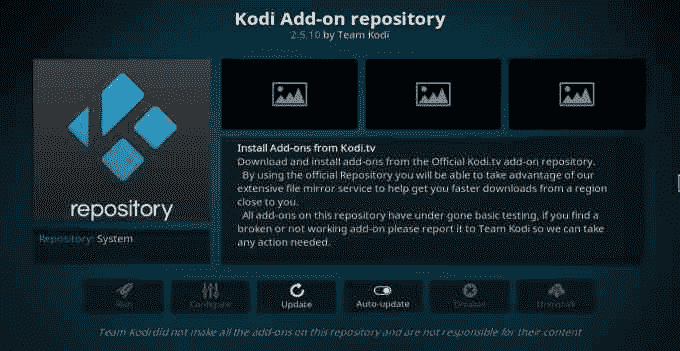 Kodi Add-on repository
2.5.10 by Team Kodi
repository
Repository: System
Install Add-ons from Kodi.tv
Download and install add-ons from the Official Kodi.tv add-on repository.
By using the official Repository you will be able to take advantage of our
extensive file mirror service to help get you faster downloads from a region
close to you.
All addons on this repository have under gone basic testing, if you find a
broken or not working add-on please report it to Team Kodi so we can take
any action needed.
Run
Configure
Update
Auto-update
Disable
Uninstall
Team Kodi did not make all the add-ons on this repository and are not responsible for their content